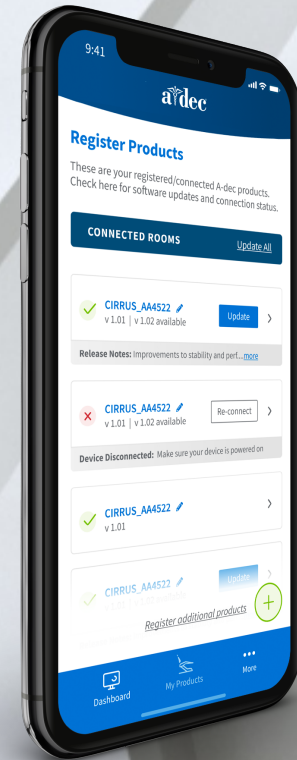 9:41
a-dec
Register Products
These are your registered/connected A-dec products.
Check here for software updates and connection status.
CONNECTED ROOMS
Update All
CIRRUS_AA4522
v 1.01 | v 1.02 available
Update
Release Notes: Improvements to stability and perf...more
CIRRUS_AA4522
v 1.01 | v 1.02 available
Re-connect
Device Disconnected: Make sure your device is powered on
CIRRUS_AA4522
v 1.01
CIRRUS_AA4522
Update
Register additional products
Dashboard
My Products
More